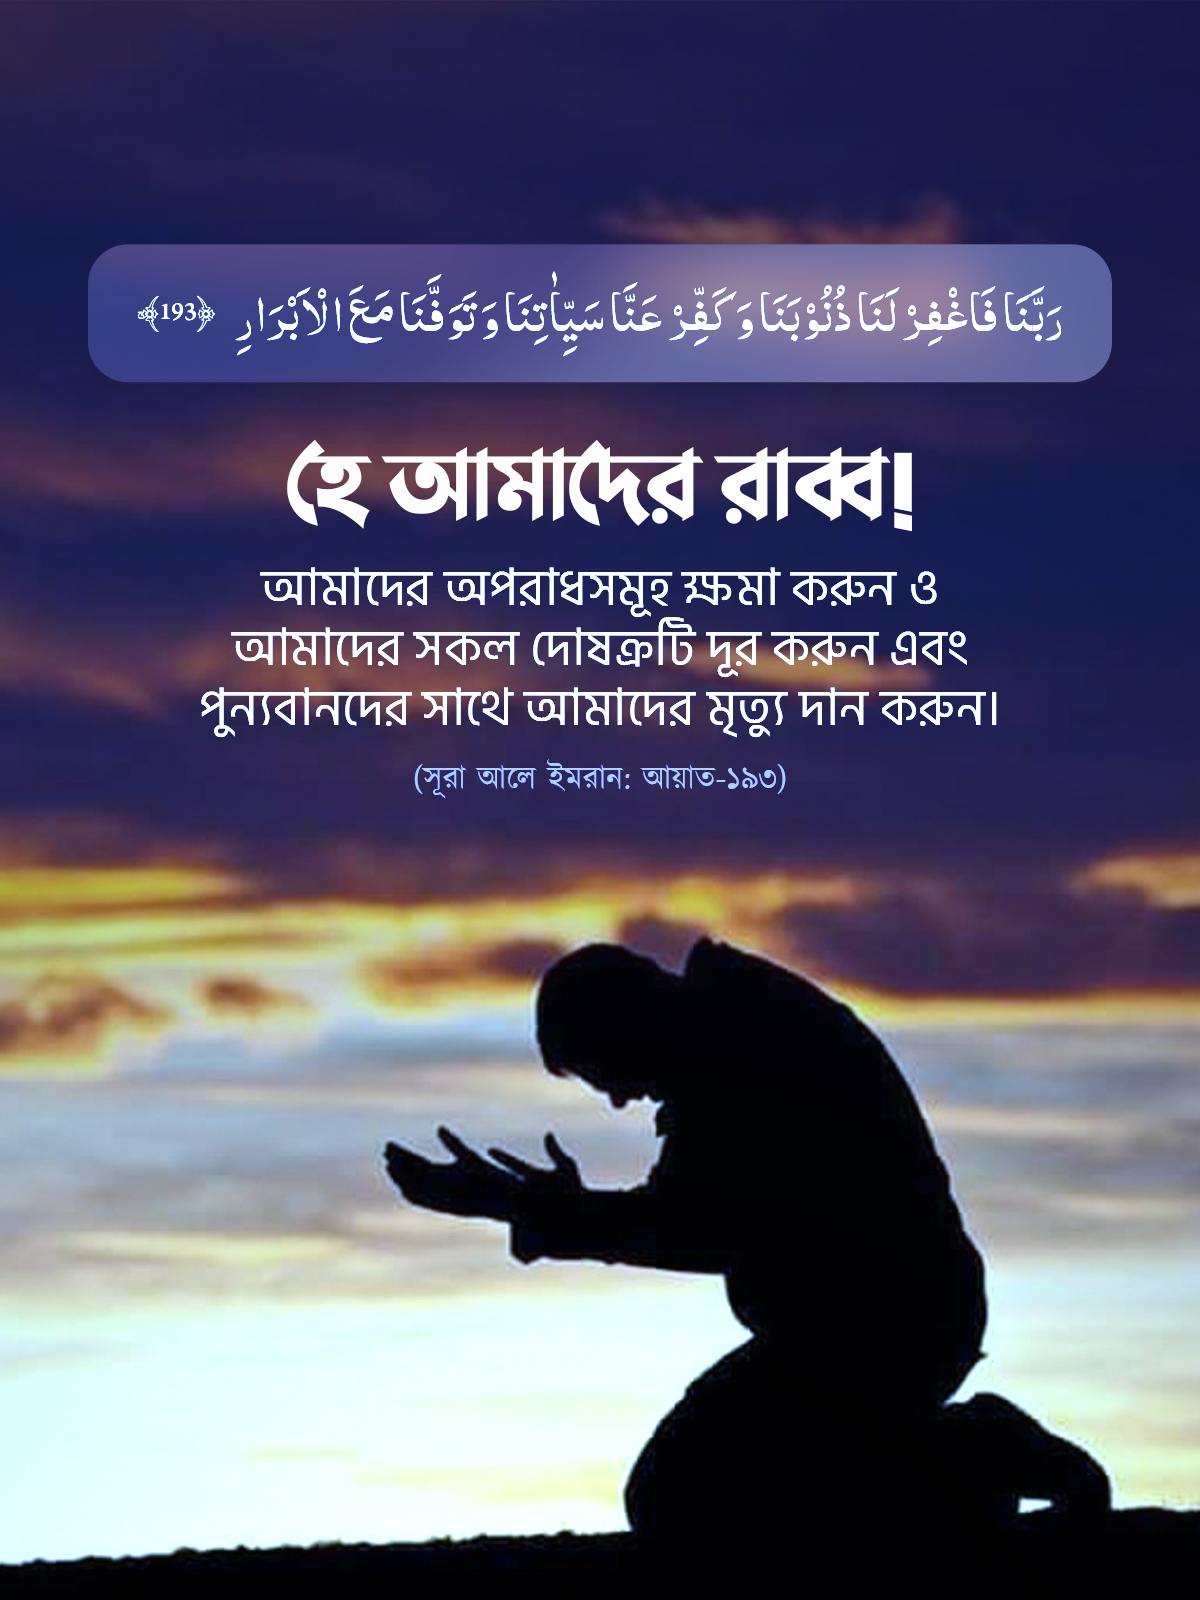 رَبَّنَا فَاغْفِرْ لَنَا ذُنُوْبَنَا وَ كَفِّرْ عَنَّا سَيِّاٰتِنَا وَ تَوَفَّنَا مَعَ الْاَبْرَارِ ﴿193﴾
হে আমাদের রাব্ব!
আমাদের অপরাধসমূহ ক্ষমা করুন ও
আমাদের সকল দোষত্রুটি দূর করুন এবং
পুন্যবানদের সাথে আমাদের মৃত্যু দান করুন।
(সূরা আলে ইমরান: আয়াত-১৯৩)